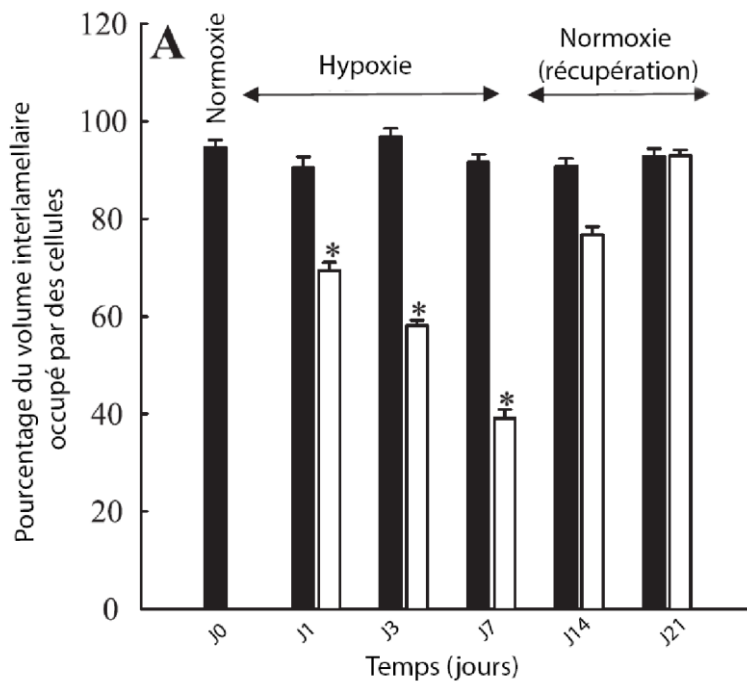 A
Normoxie
Hypoxie
Normoxie
(récupération)
Pourcentage du volume interlamellaire
occupé par des cellules
120
100
80
60
40
20
0
*
*
*
J0
J1
J3
J7
J14
J21
Temps (jours)